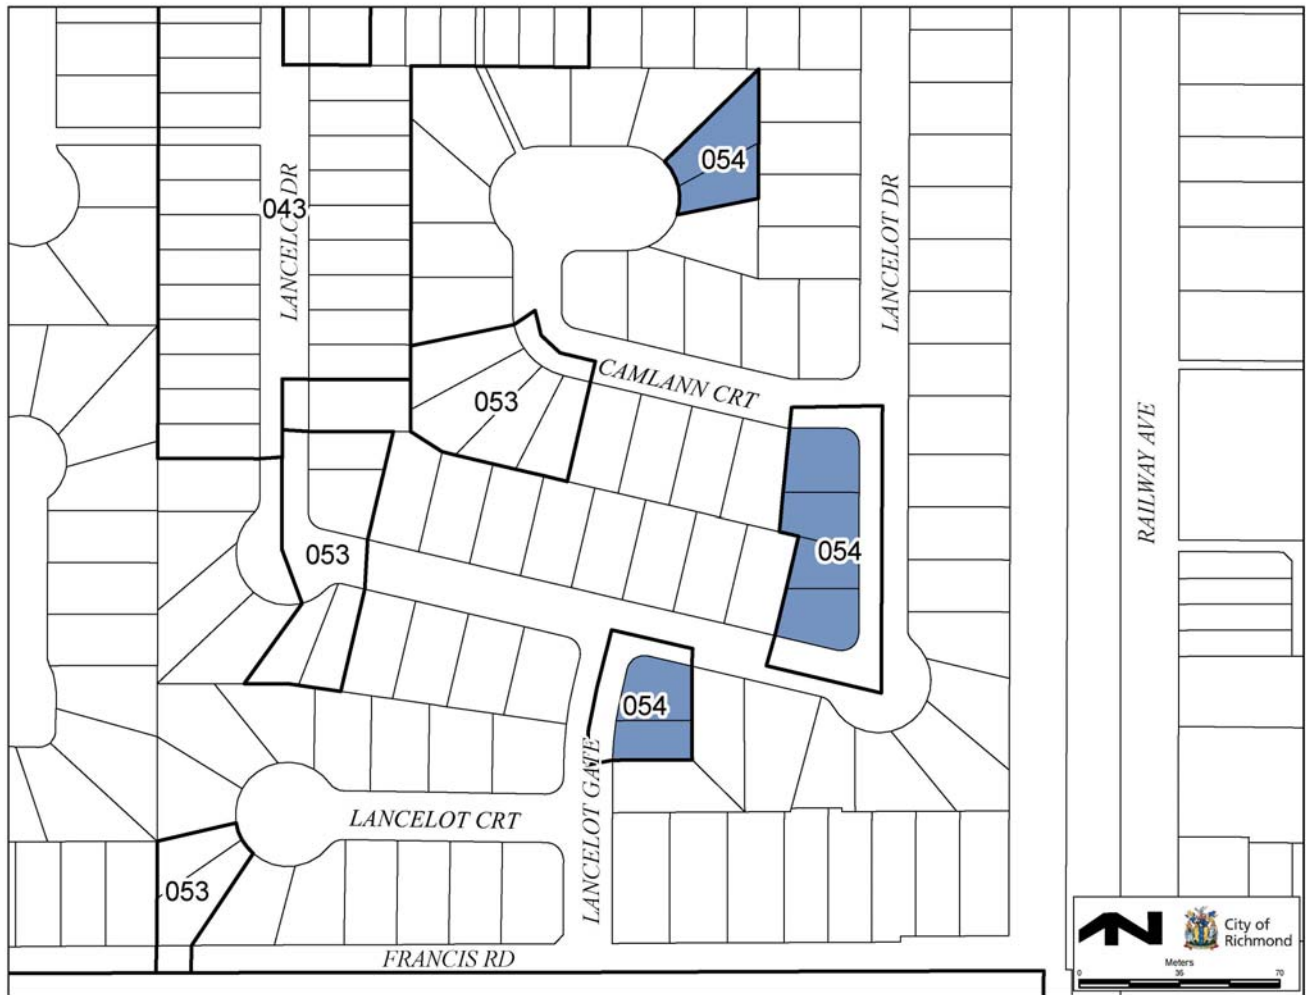 054
043
LANCELOT DR
LANCELOT DR
CAMLANN CRT
053
RAILWAY AVE
053
054
054
LANCELOT GATE
LANCELOT CRT
053
FRANCIS RD
City of
Richmond
Meters
0 35 70